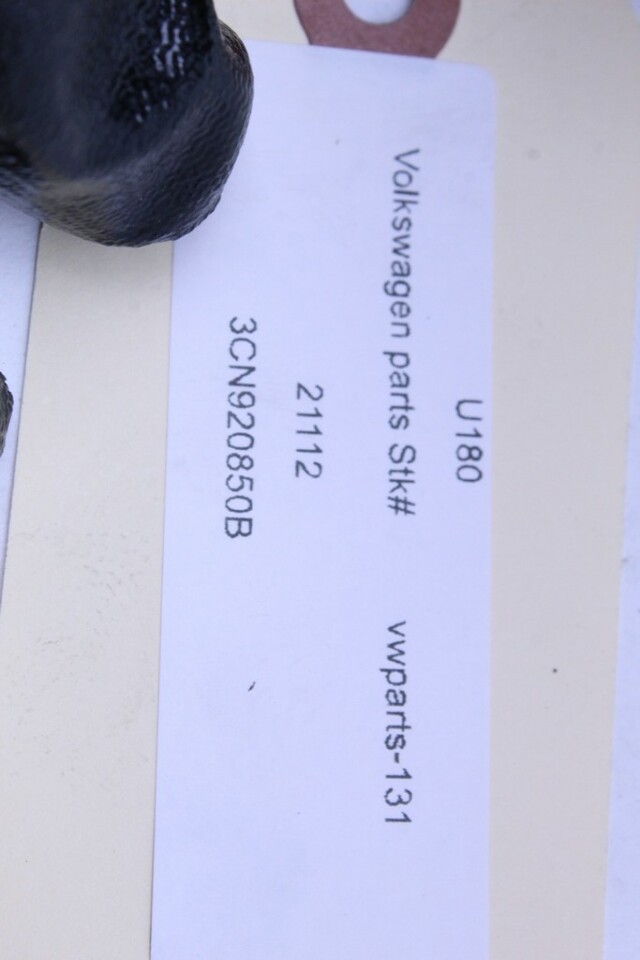 U180
Volkswagen parts Stk# vwparts-131
21112
3CN920850B